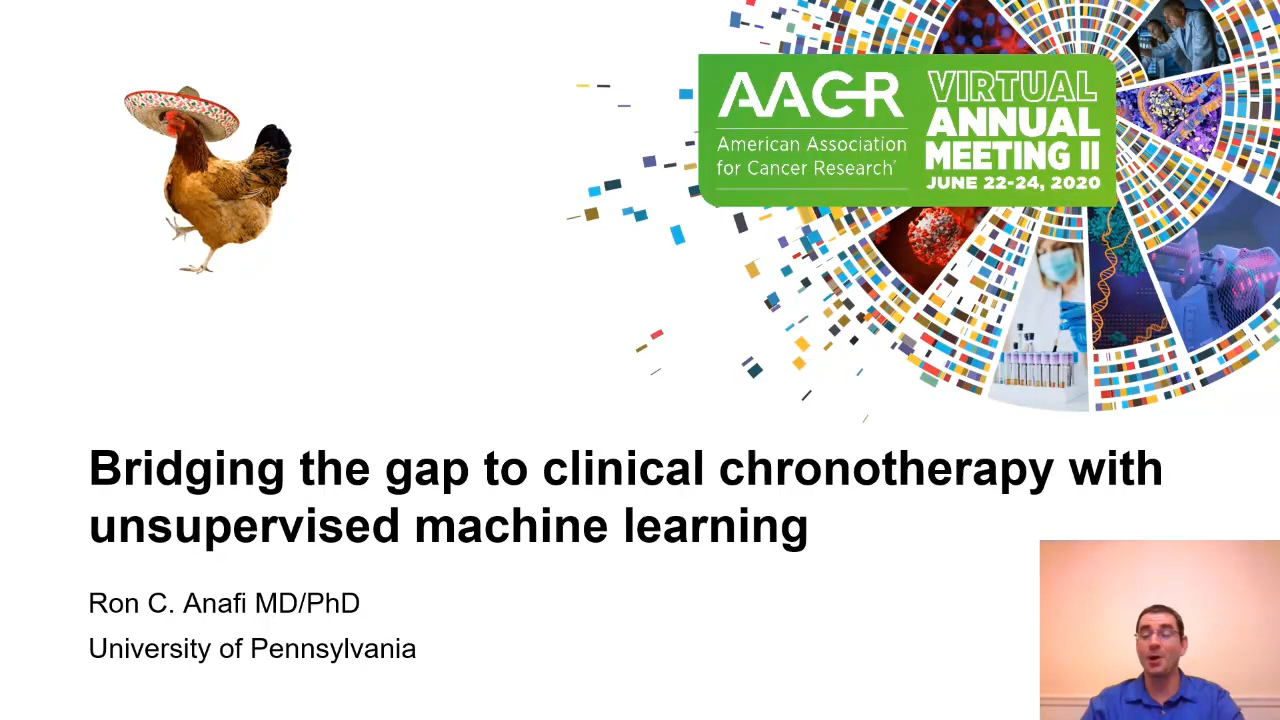 AACR
American Association
for Cancer Research®
VIRTUAL
ANNUAL
MEETING II
JUNE 22-24, 2020
Bridging the gap to clinical chronotherapy with
unsupervised machine learning
Ron C. Anafi MD/PhD
University of Pennsylvania